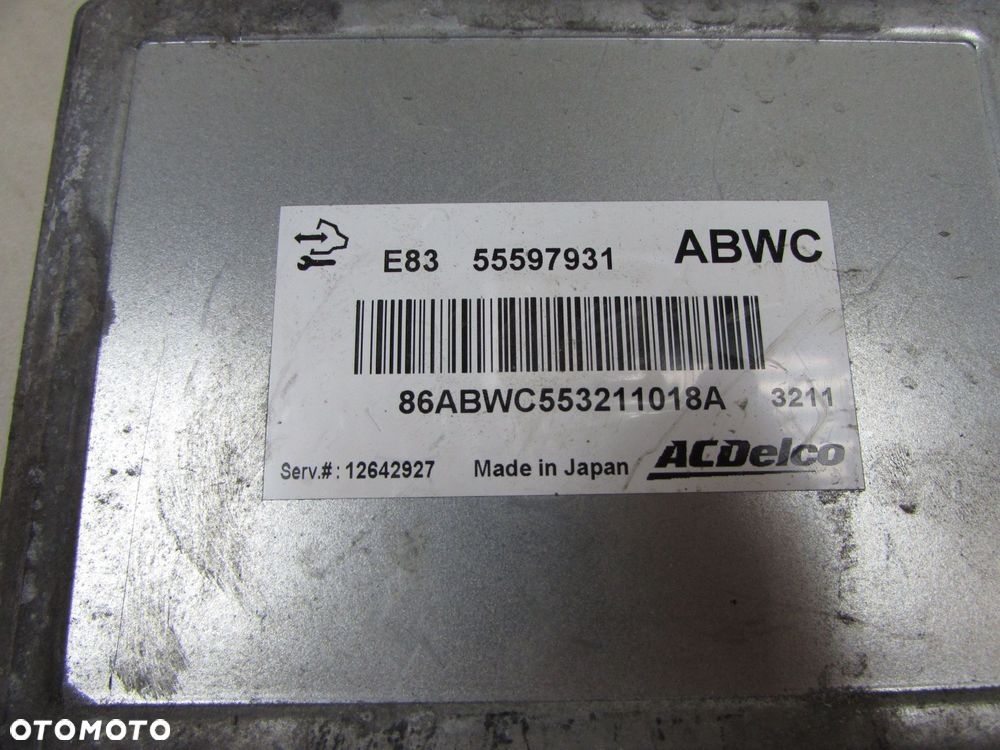 E83 55597931 ABWC
86ABWC553211018A 3211
Serv.#: 12642927 Made in Japan ACDelco
OTOMOTO